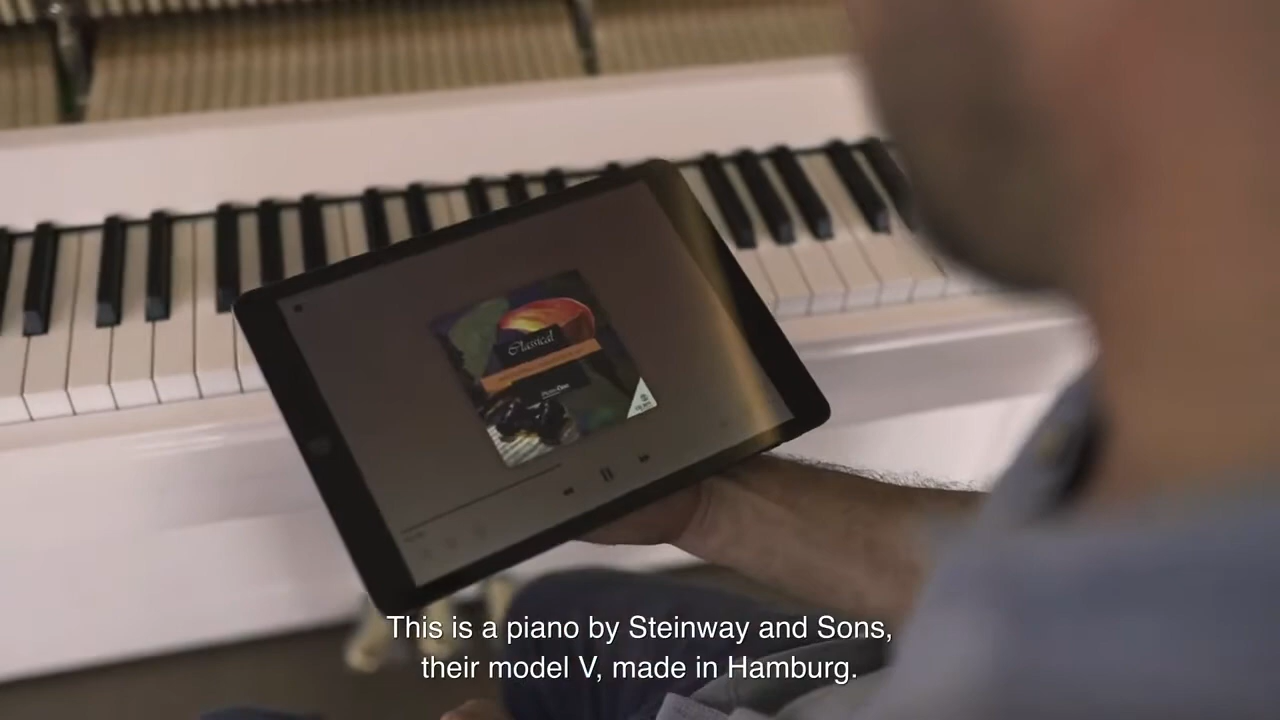 Classical
This is a piano by Steinway and Sons,
their model V, made in Hamburg.